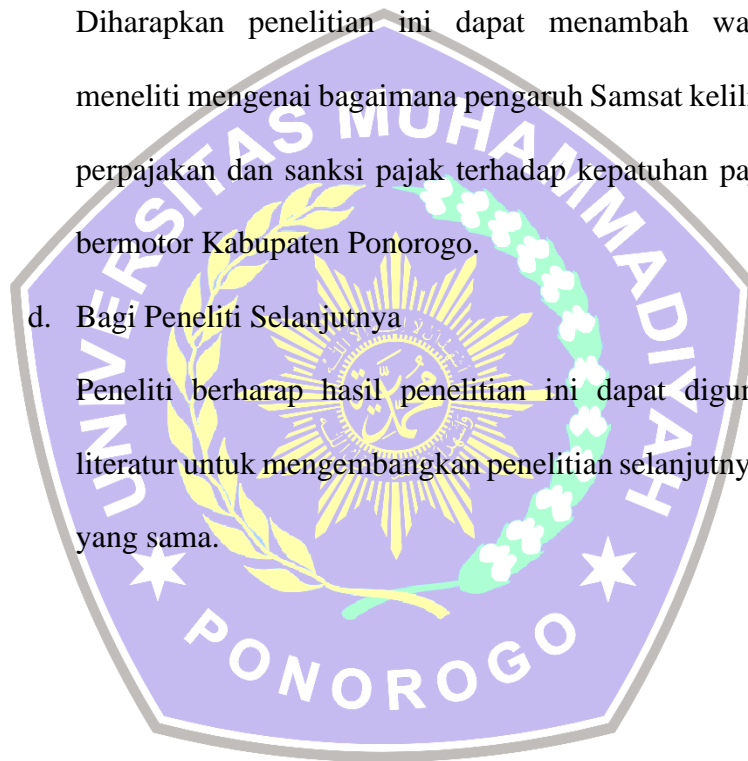 Diharapkan penelitian ini dapat menambah wa
meneliti mengenai bagaimana pengaruh Samsat kelili
perpajakan dan sanksi pajak terhadap kepatuhan paj
bermotor Kabupaten Ponorogo.
d. Bagi Peneliti Selanjutnya
Peneliti berharap hasil penelitian ini dapat digun
literatur untuk mengembangkan penelitian selanjutny
yang sama.
UNIVERSITAS MUHAMMADIYAH
PONOROGO